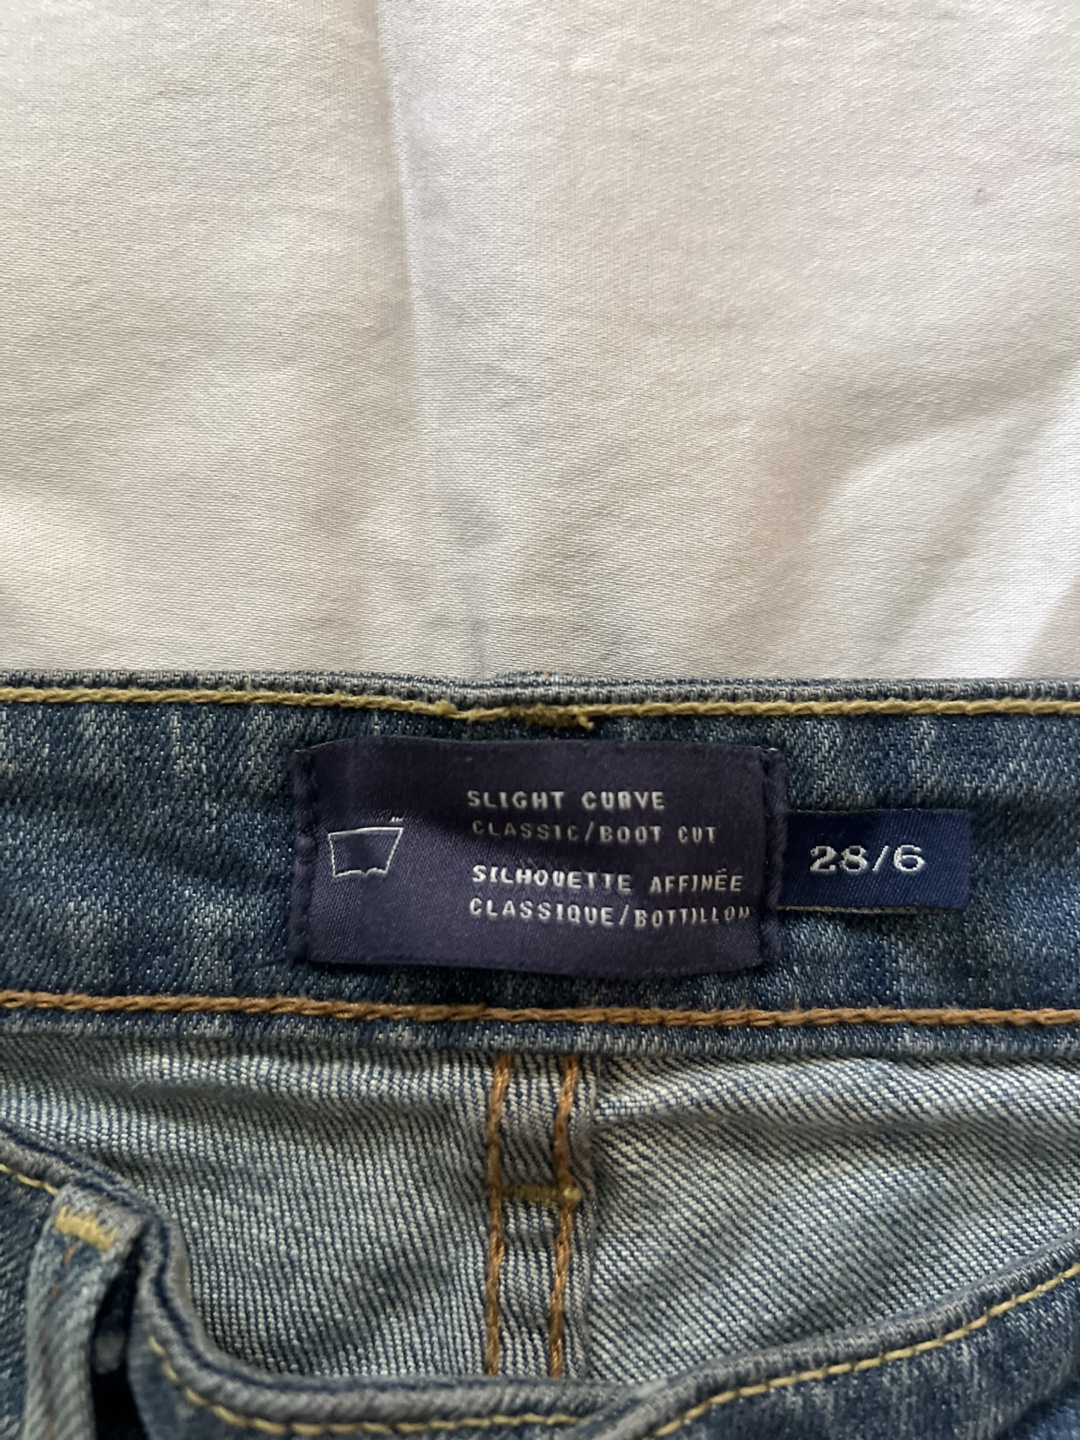 SLIGHT CURVE
CLASSIC/BOOT CUT
SILHOUETTE AFFINÉE
CLASSIQUE/BOTTILLON
28/6